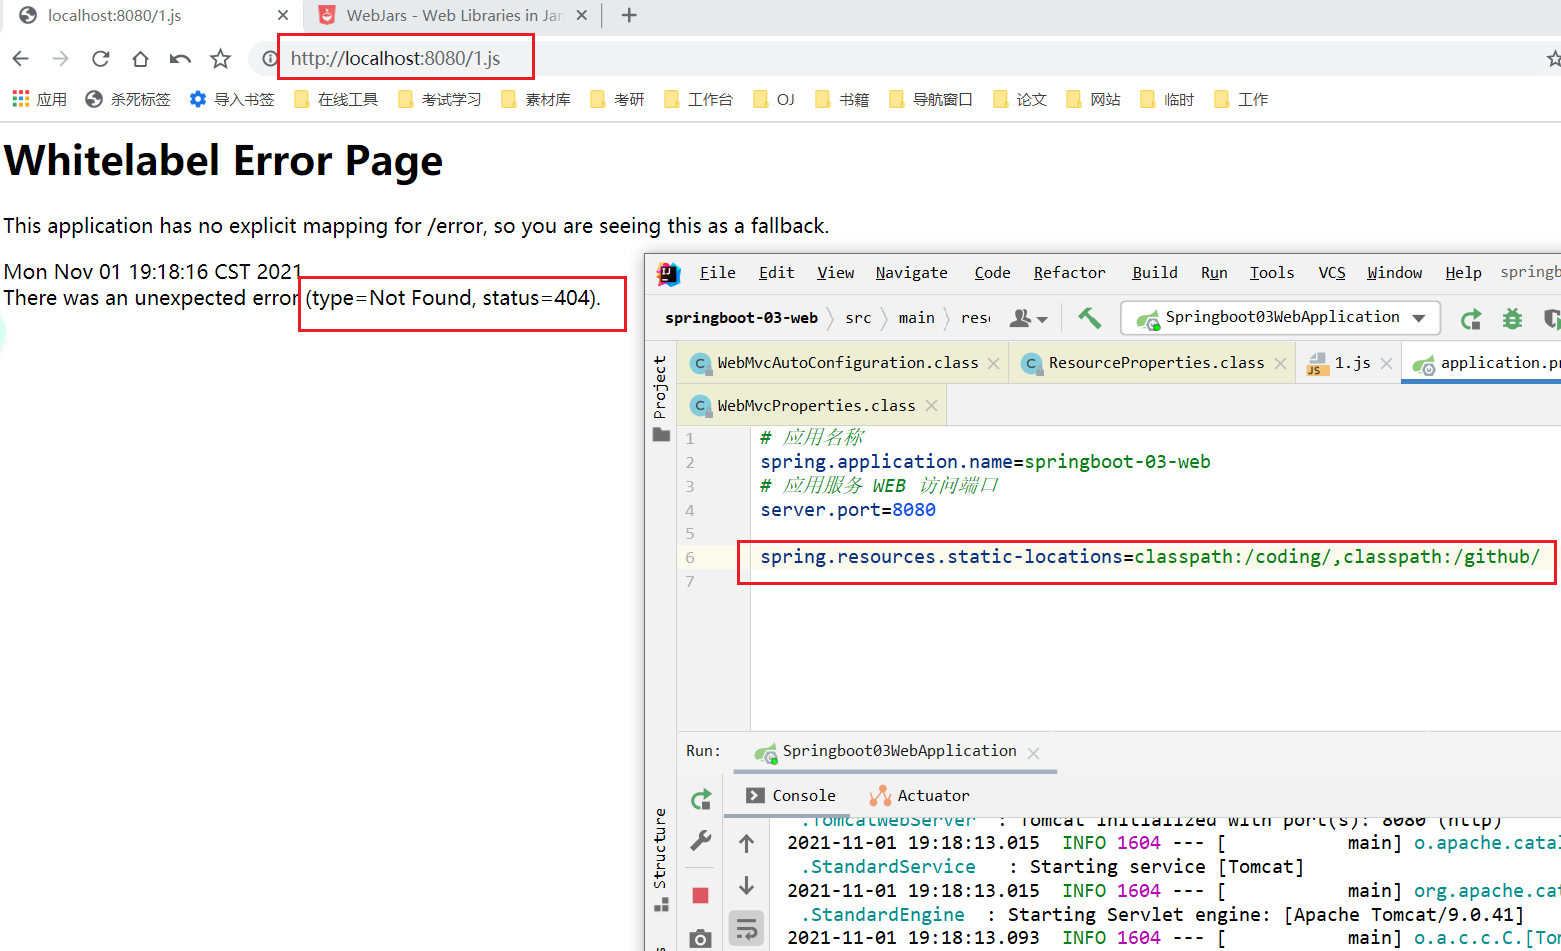 localhost:8080/1.js
WebJars - Web Libraries in Jar
http://localhost:8080/1.js
应用 杀死标签 导入书签 在线工具 考试学习 素材库 考研 工作台 OJ 书籍 导航窗口 论文 网站 临时 工作
Whitelabel Error Page
This application has no explicit mapping for /error, so you are seeing this as a fallback.
Mon Nov 01 19:18:16 CST 2021
There was an unexpected error (type=Not Found, status=404).
File Edit View Navigate Code Refactor Build Run Tools VCS Window Help springb
springboot-03-web src main res Springboot03WebApplication
WebMvcAutoConfiguration.class ResourceProperties.class 1.js application.pr
WebMvcProperties.class
Project
1 # 应用名称
2 spring.application.name=springboot-03-web
3 # 应用服务 WEB 访问端口
4 server.port=8080
5
6 spring.resources.static-locations=classpath:/coding/,classpath:/github/
7
Run: Springboot03WebApplication
Console Actuator
Structure
.TomcatWebServer : Tomcat initialized with port(s): 8080 (http)
2021-11-01 19:18:13.015 INFO 1604 --- [ main] o.apache.catal
.StandardService : Starting service [Tomcat]
2021-11-01 19:18:13.015 INFO 1604 --- [ main] org.apache.cat
.StandardEngine : Starting Servlet engine: [Apache Tomcat/9.0.41]
2021-11-01 19:18:13.093 INFO 1604 --- [ main] o.a.c.c.C.[Tom